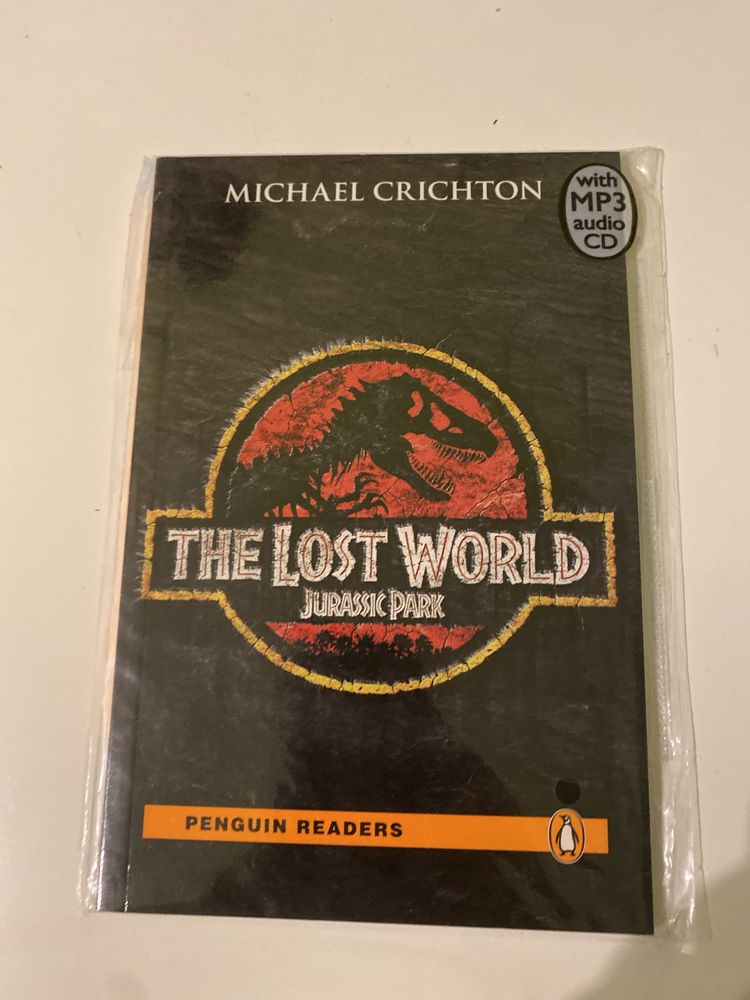 MICHAEL CRICHTON
with
MP3
audio
CD
THE LOST WORLD
JURASSIC PARK
PENGUIN READERS